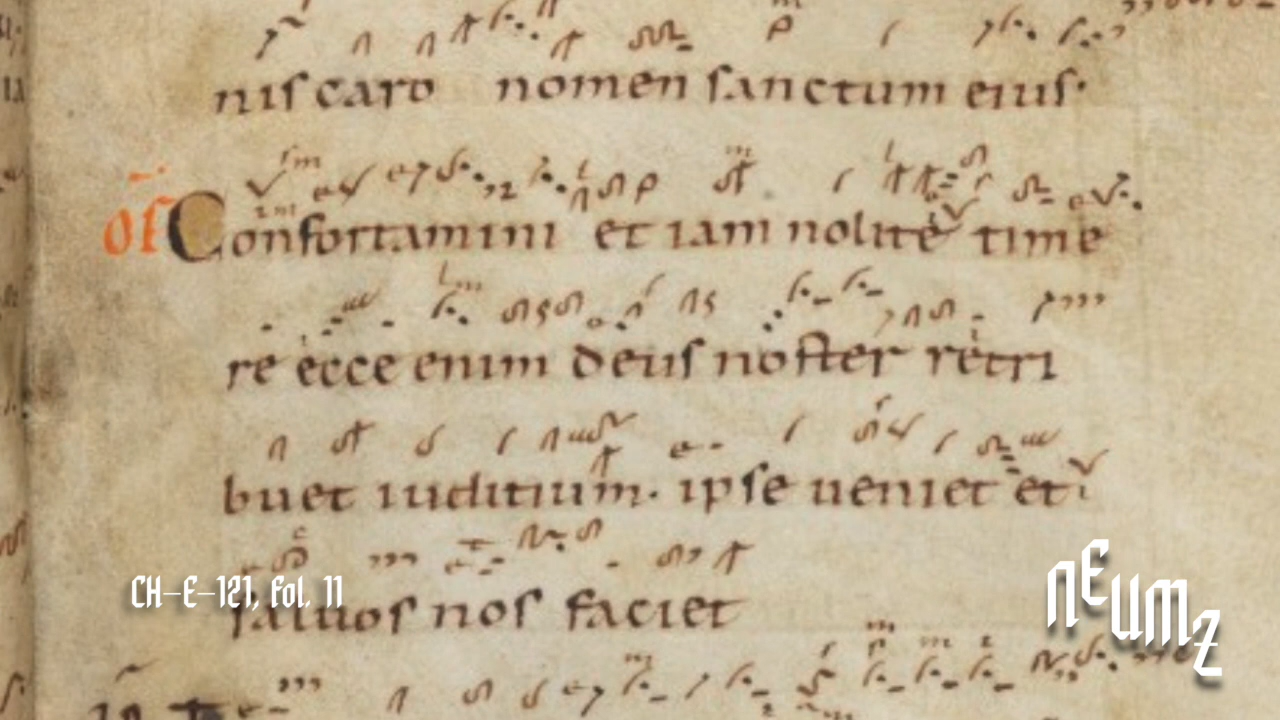 nis caro nomen sanctum eius·
of Confortamini et iam nolite time
re ecce enim deus noster retri
buet iuditium. ipse ueniet et
CH-E-121, fol. 11
saluos nos faciet
NEUMZ